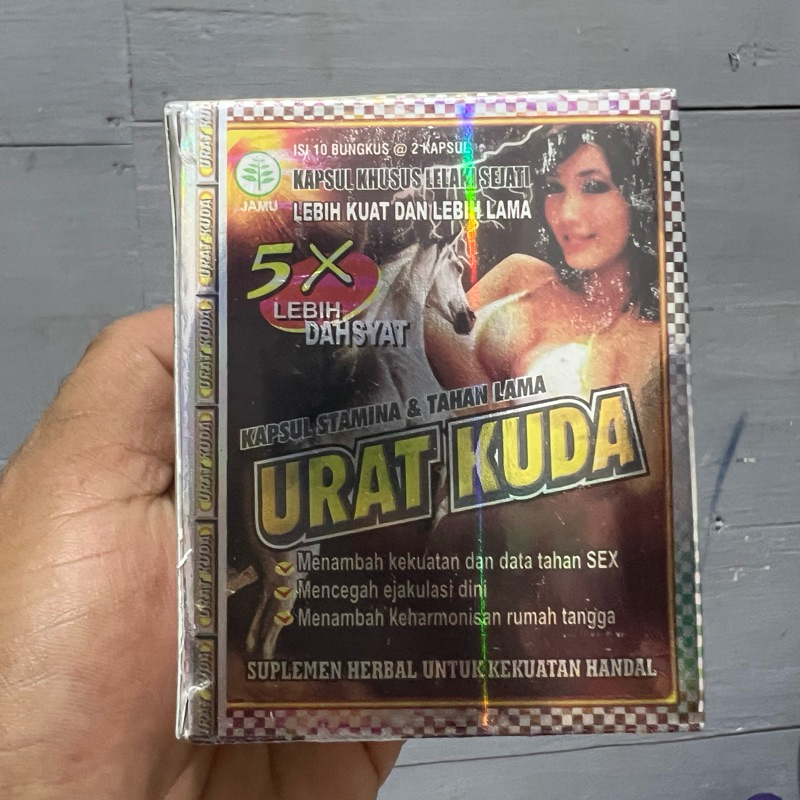 ISI 10 BUNGKUS @ 2 KAPSUL
JAMU
KAPSUL KHUSUS LELAKI SEJATI
LEBIH KUAT DAN LEBIH LAMA
5X
LEBIH
DAHSYAT
KAPSUL STAMINA & TAHAN LAMA
URAT KUDA
Menambah kekuatan dan data tahan SEX
Mencegah ejakulasi dini
Menambah keharmonisan rumah tangga
SUPLEMEN HERBAL UNTUK KEKUATAN HANDAL
URAT KUDA
URAT KUDA
URAT KUDA
URAT KUDA
URAT KUDA
URAT KUDA